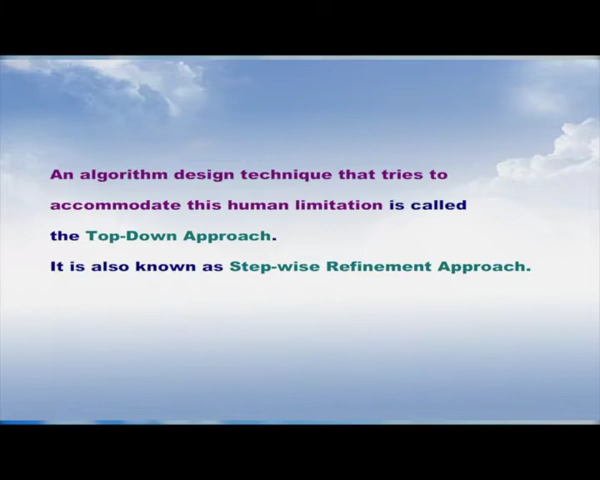 An algorithm design technique that tries to
accommodate this human limitation is called
the Top-Down Approach.
It is also known as Step-wise Refinement Approach.